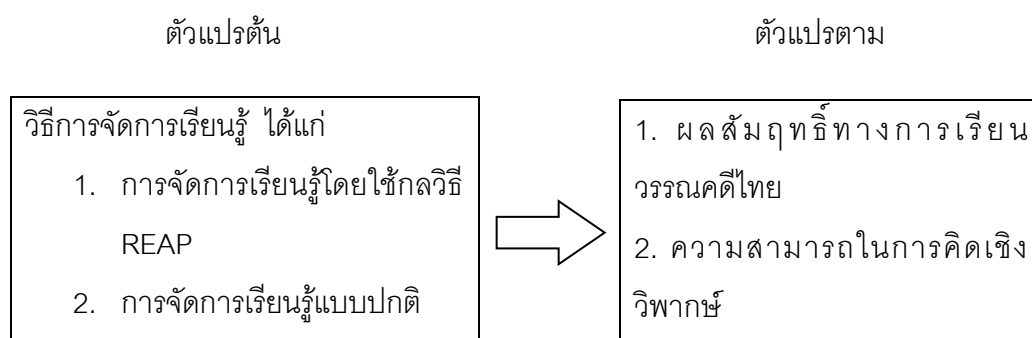 ตัวแปรต้น
ตัวแปรตาม
วิธีการจัดการเรียนรู้ ได้แก่
1. การจัดการเรียนรู้โดยใช้กลวิธี
REAP
2. การจัดการเรียนรู้แบบปกติ
1. ผลสัมฤทธิ์ทางการเรียน
วรรณคดีไทย
2. ความสามารถในการคิดเชิง
วิพากษ์